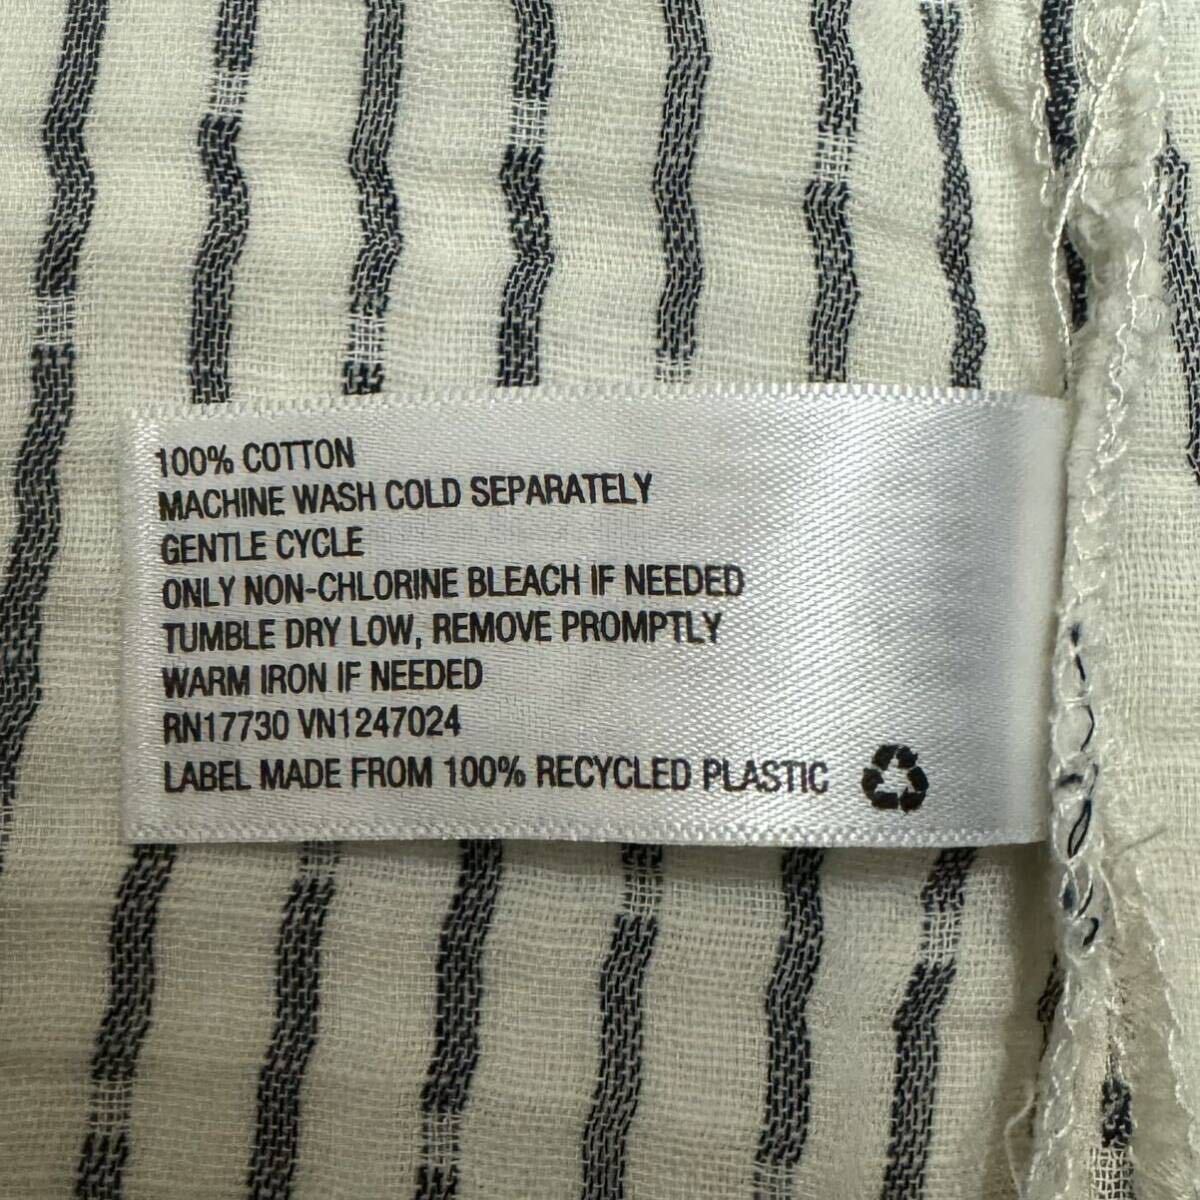 100% COTTON
MACHINE WASH COLD SEPARATELY
GENTLE CYCLE
ONLY NON-CHLORINE BLEACH IF NEEDED
TUMBLE DRY LOW, REMOVE PROMPTLY
WARM IRON IF NEEDED
RN17730 VN1247024
LABEL MADE FROM 100% RECYCLED PLASTIC